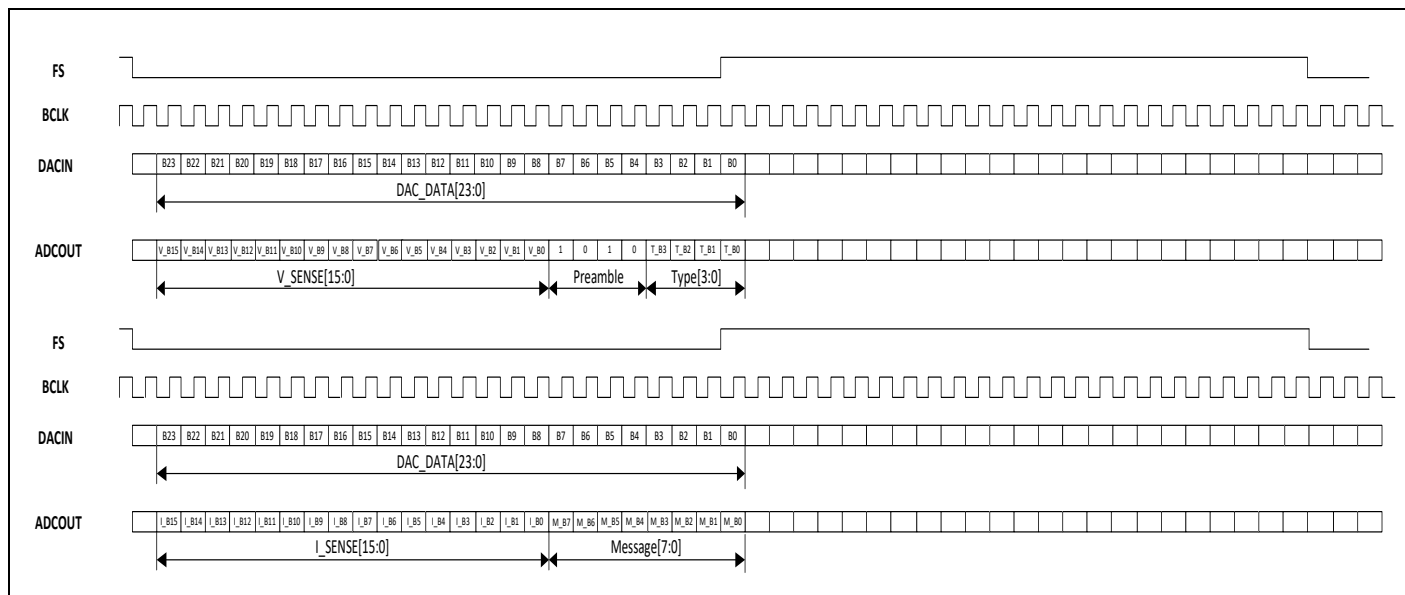 FS
BCLK
DACIN B23 B22 B21 B20 B19 B18 B17 B16 B15 B14 B13 B12 B11 B10 B9 B8 B7 B6 B5 B4 B3 B2 B1 B0
DAC_DATA[23:0]
ADCOUT V_B15 V_B14 V_B13 V_B12 V_B11 V_B10 V_B9 V_B8 V_B7 V_B6 V_B5 V_B4 V_B3 V_B2 V_B1 V_B0 1 0 1 0 T_B3 T_B2 T_B1 T_B0
V_SENSE[15:0] Preamble Type[3:0]
FS
BCLK
DACIN B23 B22 B21 B20 B19 B18 B17 B16 B15 B14 B13 B12 B11 B10 B9 B8 B7 B6 B5 B4 B3 B2 B1 B0
DAC_DATA[23:0]
ADCOUT I_B15 I_B14 I_B13 I_B12 I_B11 I_B10 I_B9 I_B8 I_B7 I_B6 I_B5 I_B4 I_B3 I_B2 I_B1 I_B0 M_B7 M_B6 M_B5 M_B4 M_B3 M_B2 M_B1 M_B0
I_SENSE[15:0] Message[7:0]